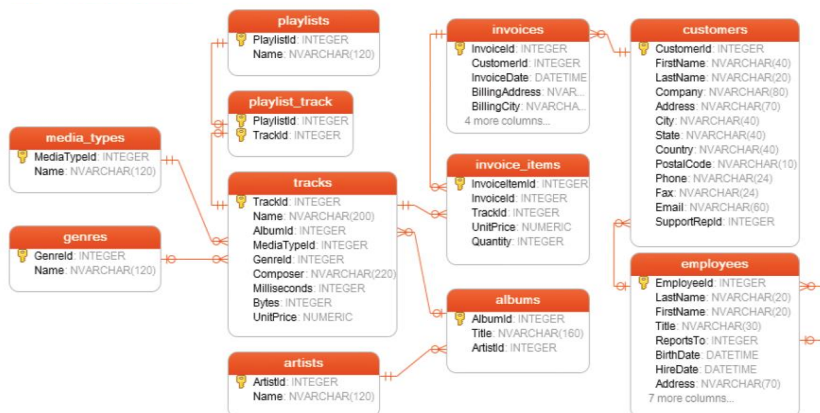 playlists
PlaylistId: INTEGER
Name: NVARCHAR(120)
playlist_track
PlaylistId: INTEGER
TrackId: INTEGER
media_types
MediaTypeId: INTEGER
Name: NVARCHAR(120)
genres
GenreId: INTEGER
Name: NVARCHAR(120)
tracks
TrackId: INTEGER
Name: NVARCHAR(200)
AlbumId: INTEGER
MediaTypeId: INTEGER
GenreId: INTEGER
Composer: NVARCHAR(220)
Milliseconds: INTEGER
Bytes: INTEGER
UnitPrice: NUMERIC
artists
ArtistId: INTEGER
Name: NVARCHAR(120)
invoices
InvoiceId: INTEGER
CustomerId: INTEGER
InvoiceDate: DATETIME
BillingAddress: NVAR...
BillingCity: NVARCHA...
4 more columns...
invoice_items
InvoiceItemId: INTEGER
InvoiceId: INTEGER
TrackId: INTEGER
UnitPrice: NUMERIC
Quantity: INTEGER
albums
AlbumId: INTEGER
Title: NVARCHAR(160)
ArtistId: INTEGER
customers
CustomerId: INTEGER
FirstName: NVARCHAR(40)
LastName: NVARCHAR(20)
Company: NVARCHAR(80)
Address: NVARCHAR(70)
City: NVARCHAR(40)
State: NVARCHAR(40)
Country: NVARCHAR(40)
PostalCode: NVARCHAR(10)
Phone: NVARCHAR(24)
Fax: NVARCHAR(24)
Email: NVARCHAR(60)
SupportRepId: INTEGER
employees
EmployeeId: INTEGER
LastName: NVARCHAR(20)
FirstName: NVARCHAR(20)
Title: NVARCHAR(30)
ReportsTo: INTEGER
BirthDate: DATETIME
HireDate: DATETIME
Address: NVARCHAR(70)
7 more columns...